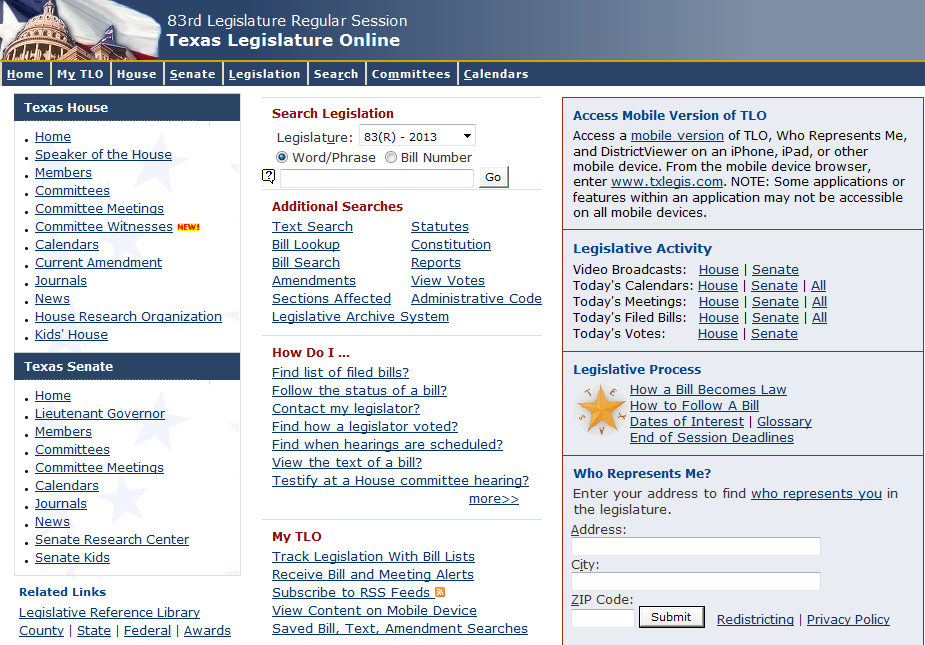 83rd Legislature Regular Session
Texas Legislature Online
Home My TLO House Senate Legislation Search Committees Calendars
Texas House
Home
Speaker of the House
Members
Committees
Committee Meetings
Committee Witnesses NEW!
Calendars
Current Amendment
Journals
News
House Research Organization
Kids' House
Texas Senate
Home
Lieutenant Governor
Members
Committees
Committee Meetings
Calendars
Journals
News
Senate Research Center
Senate Kids
Related Links
Legislative Reference Library
County | State | Federal | Awards
Search Legislation
Legislature: 83(R) - 2013
Word/Phrase Bill Number
? Go
Additional Searches
Text Search Statutes
Bill Lookup Constitution
Bill Search Reports
Amendments View Votes
Sections Affected Administrative Code
Legislative Archive System
How Do I ...
Find list of filed bills?
Follow the status of a bill?
Contact my legislator?
Find how a legislator voted?
Find when hearings are scheduled?
View the text of a bill?
Testify at a House committee hearing?
more>>
My TLO
Track Legislation With Bill Lists
Receive Bill and Meeting Alerts
Subscribe to RSS Feeds
View Content on Mobile Device
Saved Bill, Text, Amendment Searches
Access Mobile Version of TLO
Access a mobile version of TLO, Who Represents Me,
and DistrictViewer on an iPhone, iPad, or other
mobile device. From the mobile device browser,
enter www.txlegis.com. NOTE: Some applications or
features within an application may not be accessible
on all mobile devices.
Legislative Activity
Video Broadcasts: House | Senate
Today's Calendars: House | Senate | All
Today's Meetings: House | Senate | All
Today's Filed Bills: House | Senate | All
Today's Votes: House | Senate
Legislative Process
TEXAS
How a Bill Becomes Law
How to Follow A Bill
Dates of Interest | Glossary
End of Session Deadlines
Who Represents Me?
Enter your address to find who represents you in
the legislature.
Address:
City:
ZIP Code:
Submit Redistricting | Privacy Policy